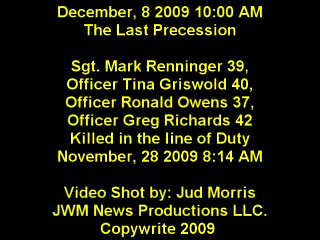 December, 8 2009 10:00 AM
The Last Precession
Sgt. Mark Renninger 39,
Officer Tina Griswold 40,
Officer Ronald Owens 37,
Officer Greg Richards 42
Killed in the line of Duty
November, 28 2009 8:14 AM
Video Shot by: Jud Morris
JWM News Productions LLC.
Copywrite 2009